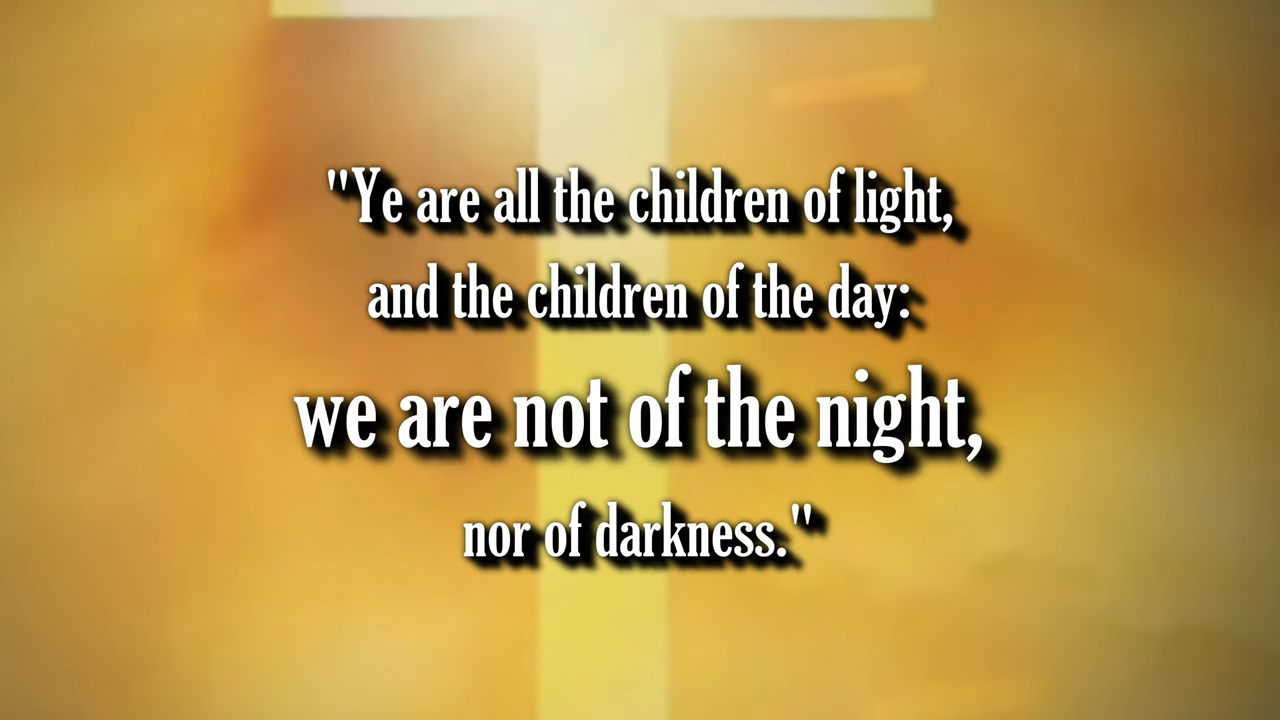 "Ye are all the children of light,
and the children of the day:
we are not of the night,
nor of darkness."